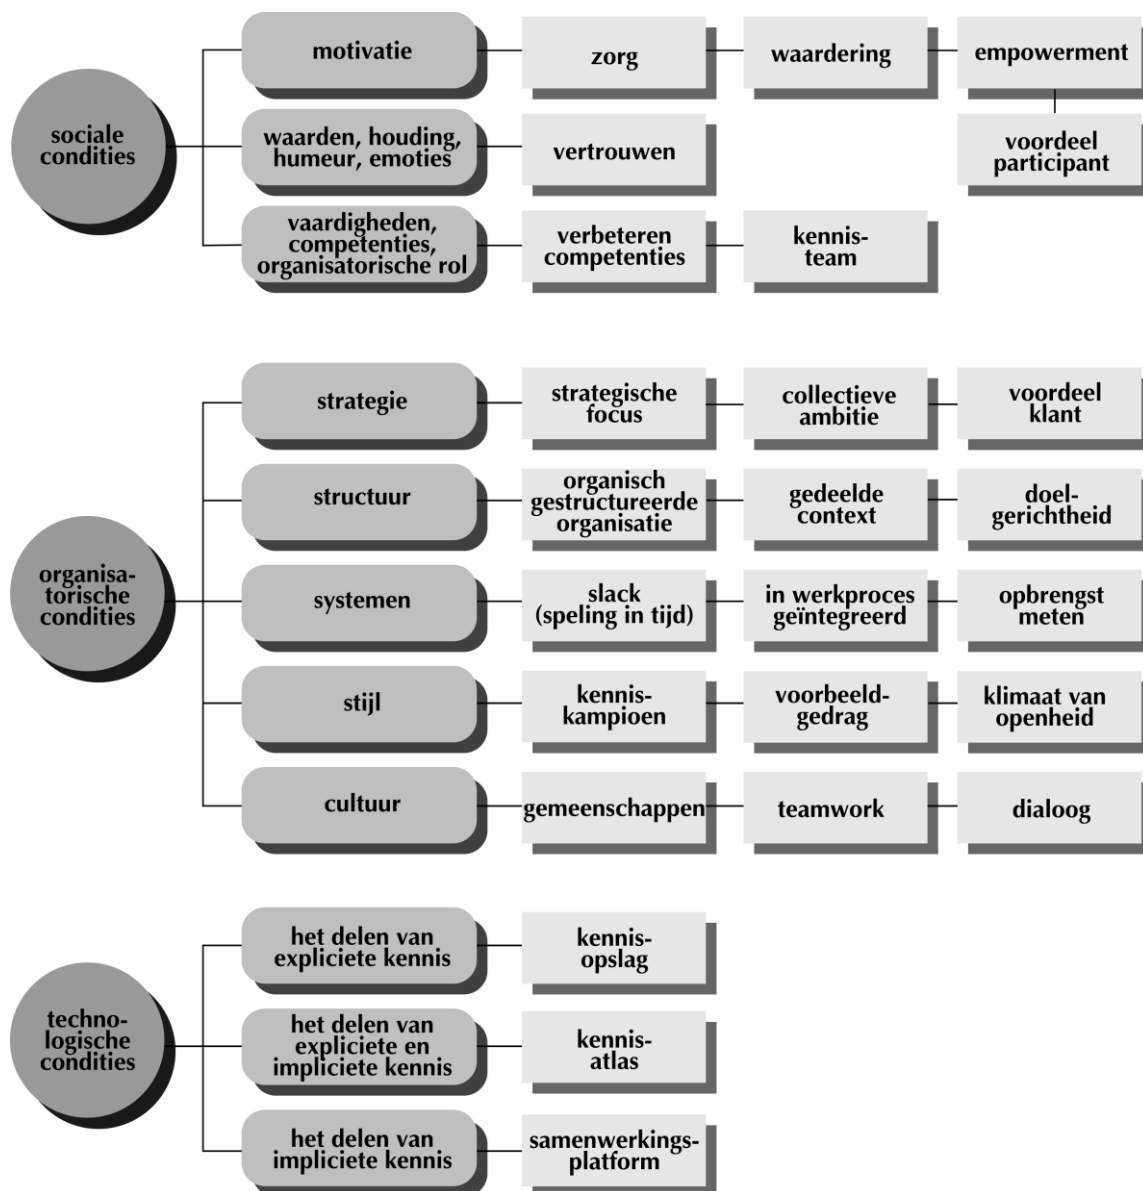 sociale
condities
motivatie
zorg
waardering
empowerment
voordeel
participant
waarden, houding,
humeur, emoties
vertrouwen
vaardigheden,
competenties,
organisatorische rol
verbeteren
competenties
kennis-
team
organisa-
torische
condities
strategie
strategische
focus
collectieve
ambitie
voordeel
klant
structuur
organisch
gestructureerde
organisatie
gedeelde
context
doel-
gerichtheid
systemen
slack
(speling in tijd)
in werkproces
geïntegreerd
opbrengst
meten
stijl
kennis-
kampioen
voorbeeld-
gedrag
klimaat van
openheid
cultuur
gemeenschappen
teamwork
dialoog
techno-
logische
condities
het delen van
expliciete kennis
kennis-
opslag
het delen van
expliciete en
impliciete kennis
kennis-
atlas
het delen van
impliciete kennis
samenwerkings-
platform